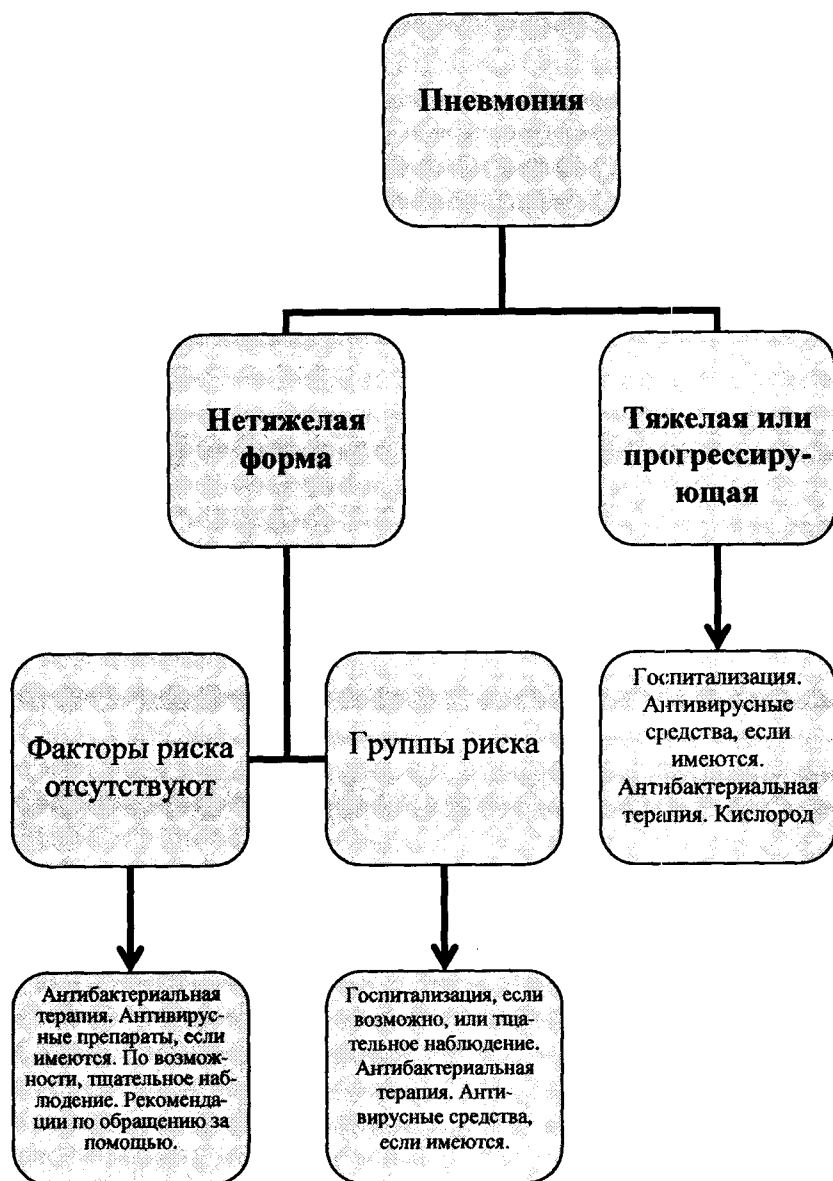 Пневмония
Нетяжелая
форма
Тяжелая или
прогрессиру-
ющая
Факторы риска
отсутствуют
Группы риска
Госпитализация.
Антивирусные
средства, если
имеются.
Антибактериальная
терапия. Кислород
Антибактериальная
терапия. Антивирус-
ные препараты, если
имеются. По возмож-
ности, тщательное наб-
людение. Рекоменда-
ции по обращению за
помощью.
Госпитализация, если
возможно, или тща-
тельное наблюдение.
Антибактериальная
терапия. Анти-
вирусные средства,
если имеются.